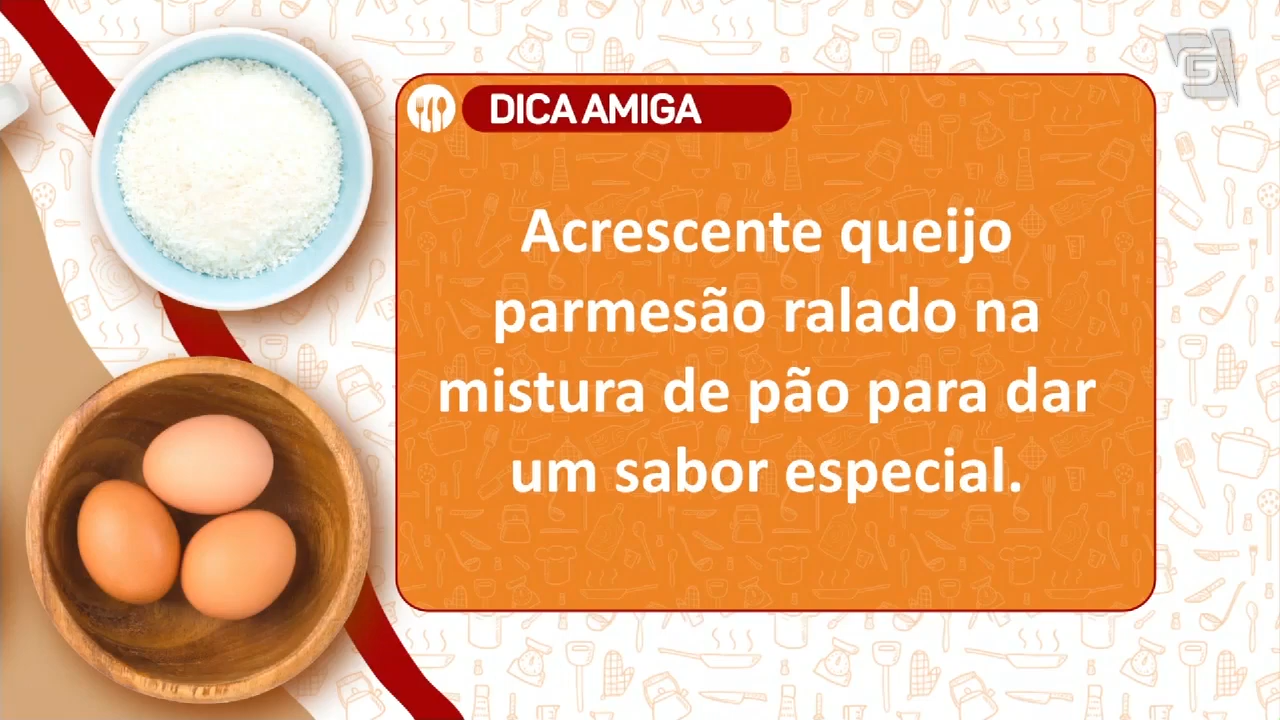 DICA AMIGA
Acrescente queijo
parmesão ralado na
mistura de pão para dar
um sabor especial.